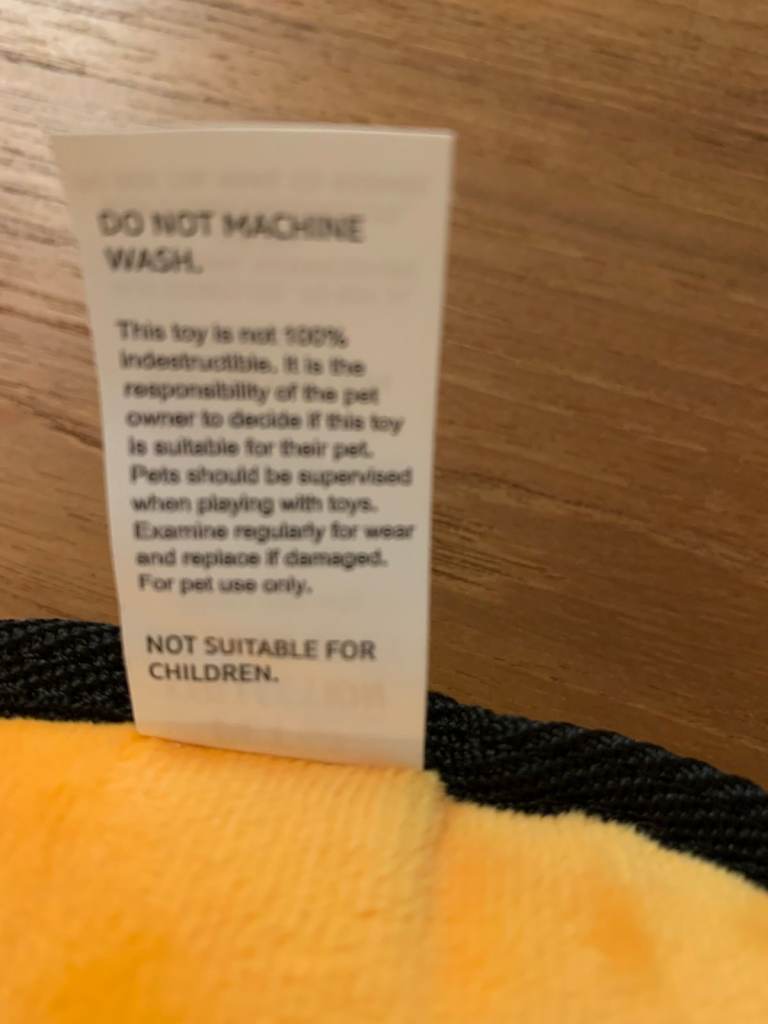 DO NOT MACHINE
WASH.
This toy is not 100%
indestructible. It is the
responsibility of the pet
owner to decide if this toy
is suitable for their pet.
Pets should be supervised
when playing with toys.
Examine regularly for wear
and replace if damaged.
For pet use only.
NOT SUITABLE FOR
CHILDREN.